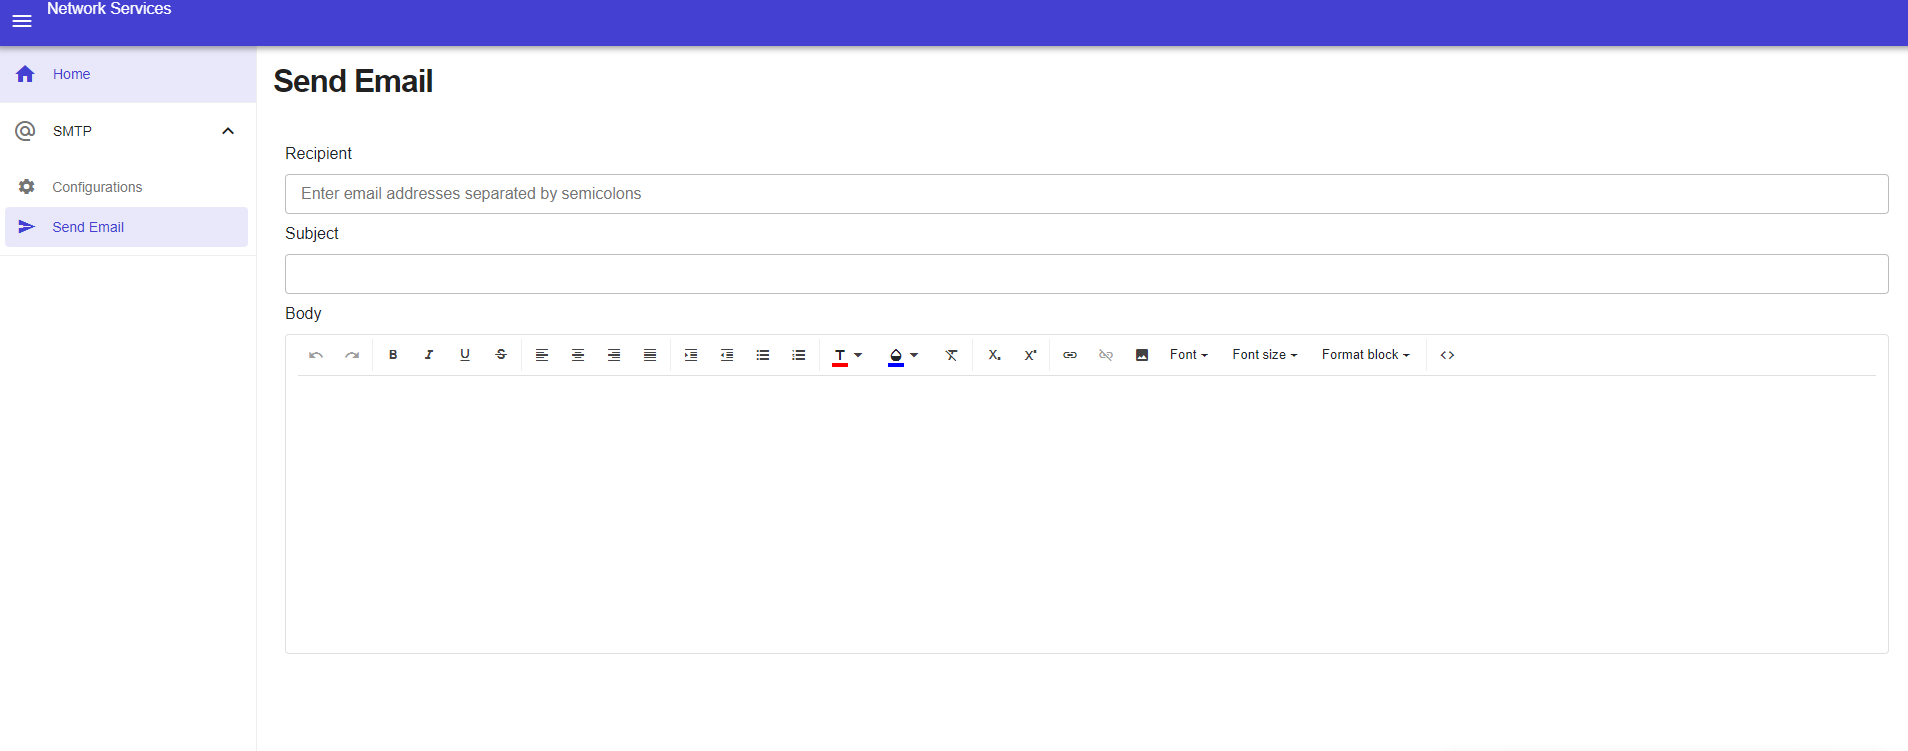 Network Services
Home
SMTP
Configurations
Send Email
Send Email
Recipient
Enter email addresses separated by semicolons
Subject
Body
Font Font size Format block